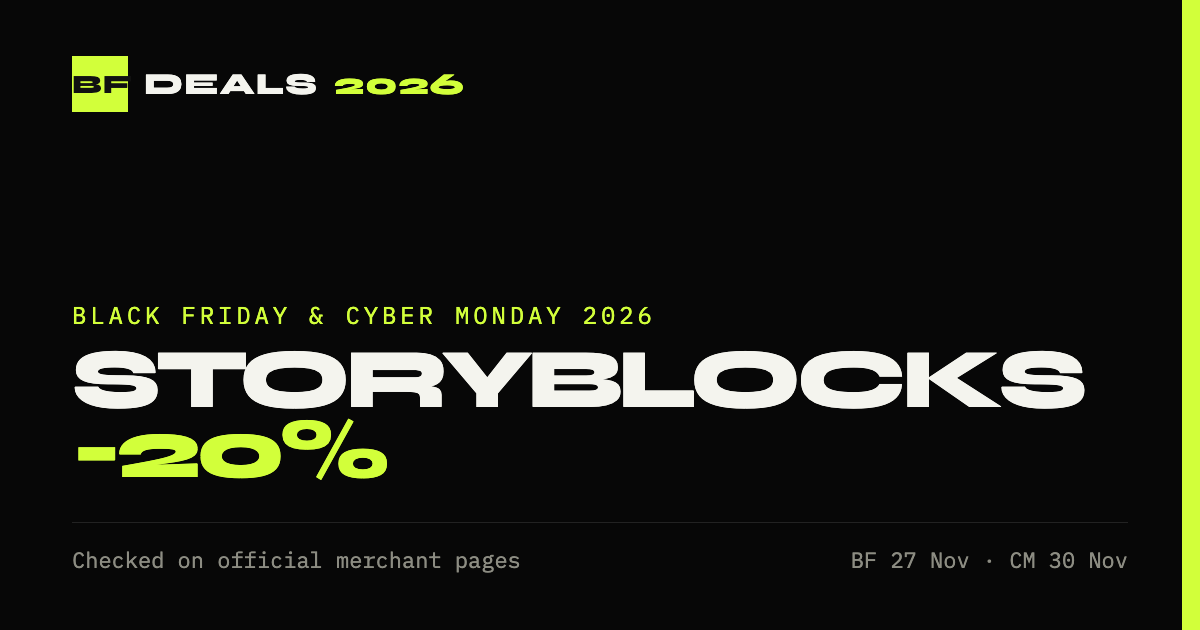 BF DEALS 2026
BLACK FRIDAY & CYBER MONDAY 2026
STORYBLOCKS
-20%
Checked on official merchant pages
BF 27 Nov · CM 30 Nov